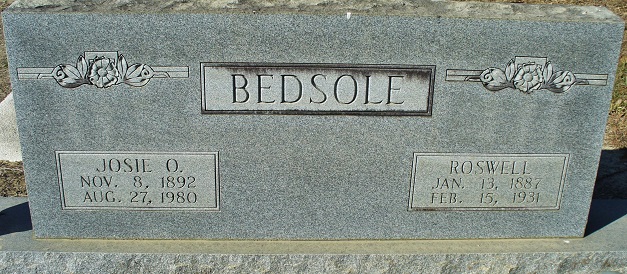 BEDSOLE
JOSIE O.
NOV. 8, 1892
AUG. 27, 1980
ROSWELL
JAN. 13, 1887
FEB. 15, 1931